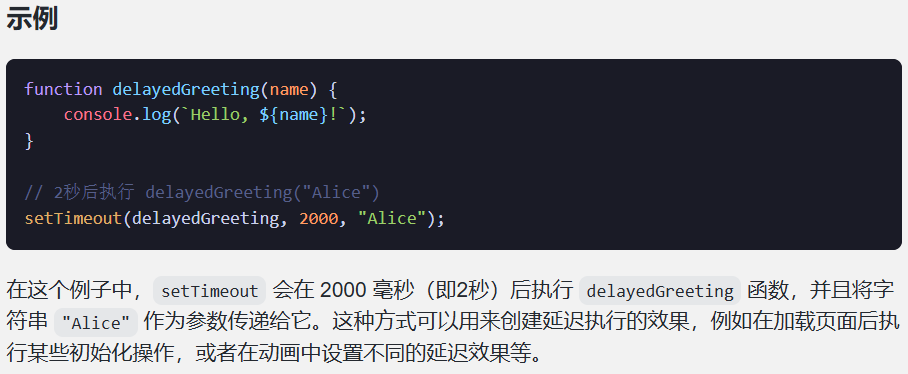 示例
function delayedGreeting(name) {
    console.log(`Hello, ${name}!`);
}
// 2秒后执行 delayedGreeting("Alice")
setTimeout(delayedGreeting, 2000, "Alice");
在这个例子中， setTimeout 会在 2000 毫秒（即2秒）后执行 delayedGreeting 函数，并且将字
符串 "Alice" 作为参数传递给它。这种方式可以用来创建延迟执行的效果，例如在加载页面后执
行某些初始化操作，或者在动画中设置不同的延迟效果等。